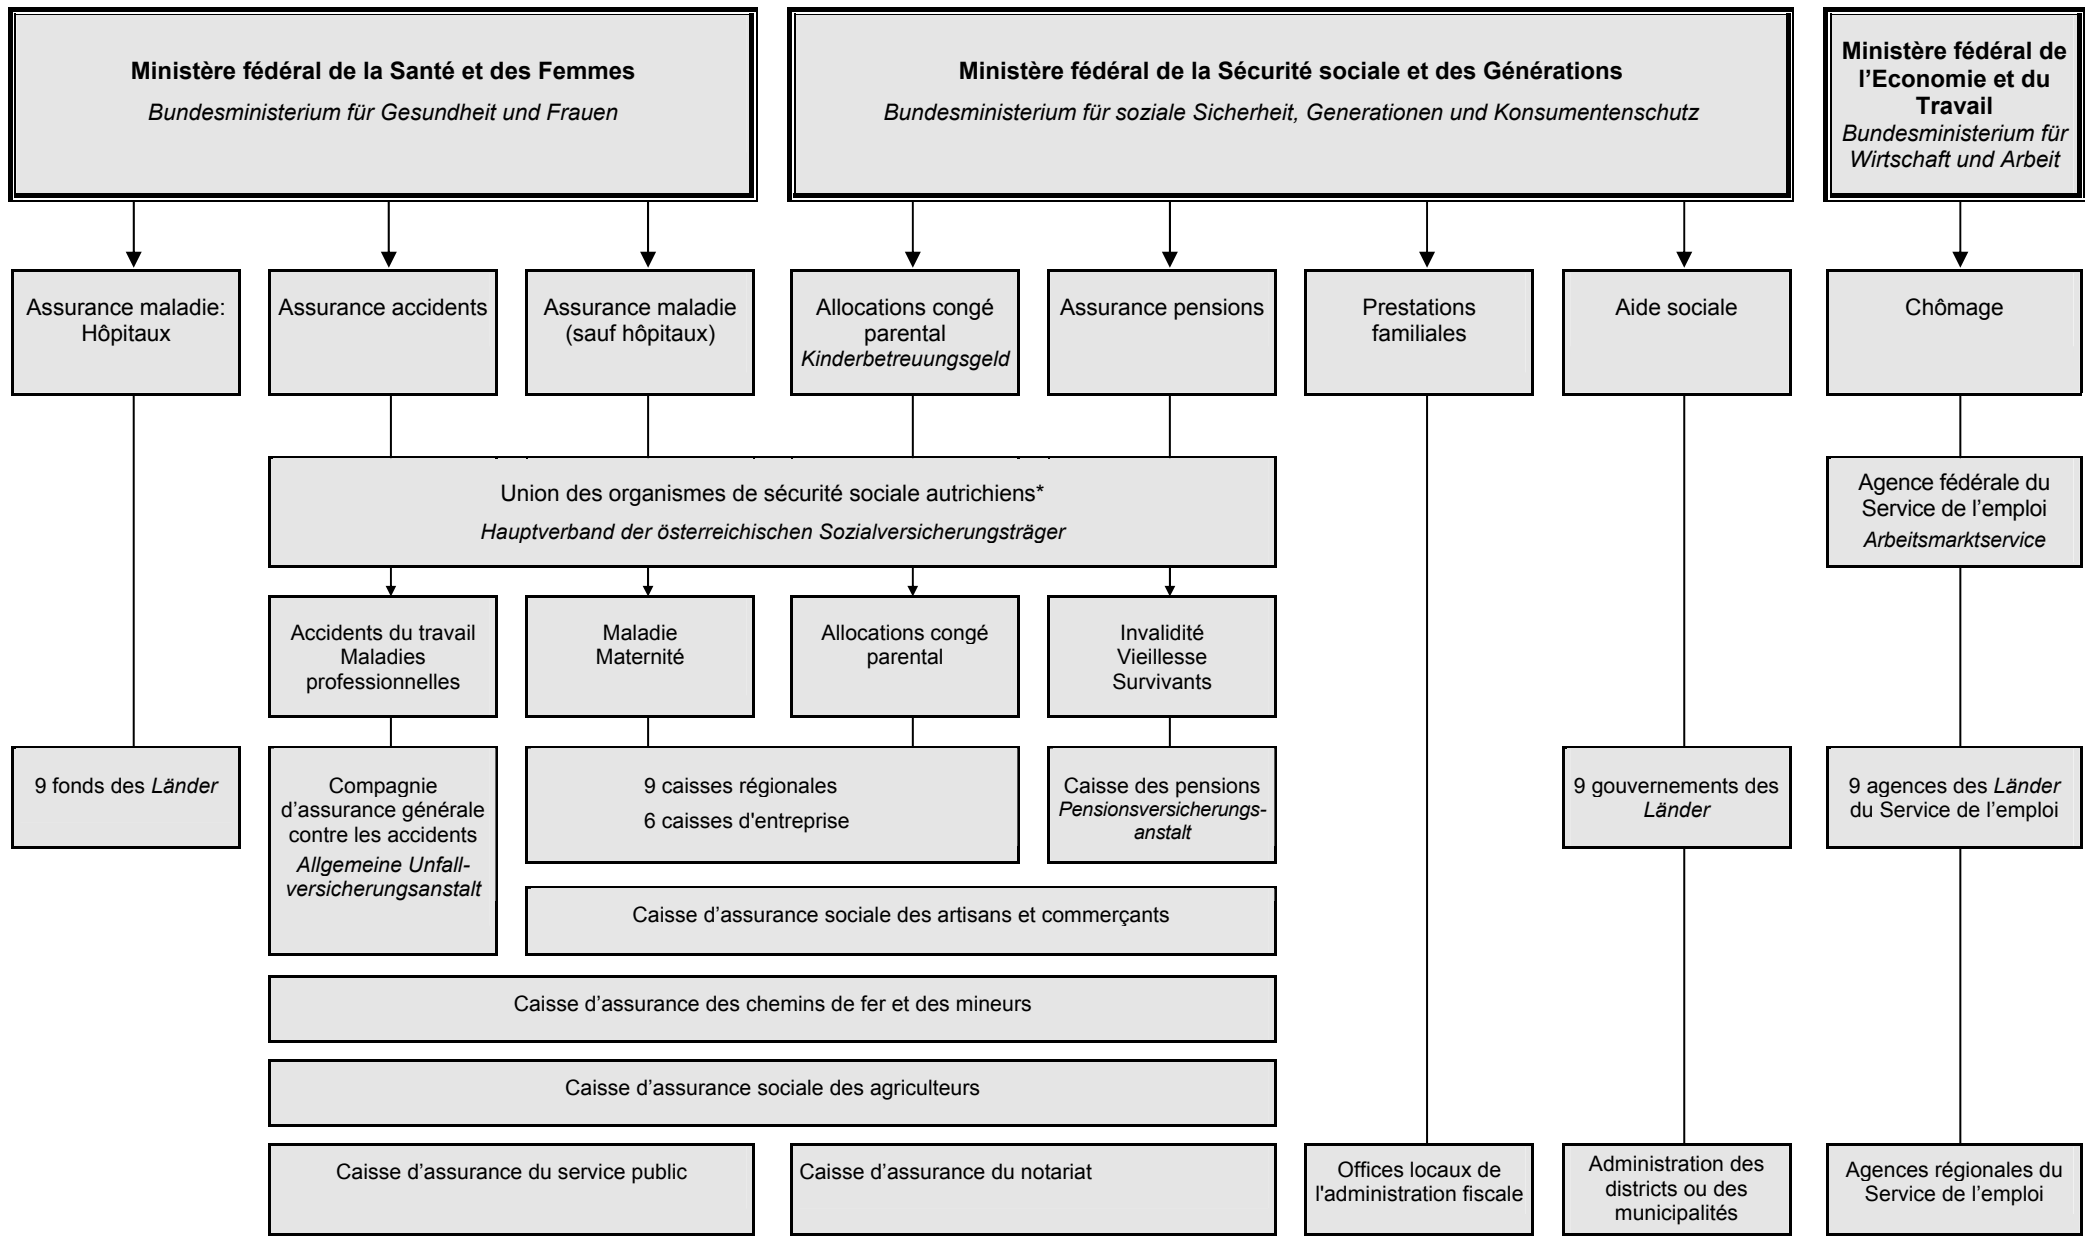 Ministère fédéral de la Santé et des Femmes
Bundesministerium für Gesundheit und Frauen
Ministère fédéral de la Sécurité sociale et des Générations
Bundesministerium für soziale Sicherheit, Generationen und Konsumentenschutz
Ministère fédéral de
l’Economie et du
Travail
Bundesministerium für
Wirtschaft und Arbeit
Assurance maladie:
Hôpitaux
Assurance accidents
Assurance maladie
(sauf hôpitaux)
Allocations congé
parental
Kinderbetreuungsgeld
Assurance pensions
Prestations
familiales
Aide sociale
Chômage
Union des organismes de sécurité sociale autrichiens*
Hauptverband der österreichischen Sozialversicherungsträger
Agence fédérale du
Service de l’emploi
Arbeitsmarktservice
Accidents du travail
Maladies
professionnelles
Maladie
Maternité
Allocations congé
parental
Invalidité
Vieillesse
Survivants
9 fonds des Länder
Compagnie
d’assurance générale
contre les accidents
Allgemeine Unfall-
versicherungsanstalt
9 caisses régionales
6 caisses d'entreprise
Caisse des pensions
Pensionsversicherungs-
anstalt
9 gouvernements des
Länder
9 agences des Länder
du Service de l’emploi
Caisse d’assurance sociale des artisans et commerçants
Caisse d’assurance des chemins de fer et des mineurs
Caisse d’assurance sociale des agriculteurs
Caisse d’assurance du service public
Caisse d’assurance du notariat
Offices locaux de
l'administration fiscale
Administration des
districts ou des
municipalités
Agences régionales du
Service de l’emploi